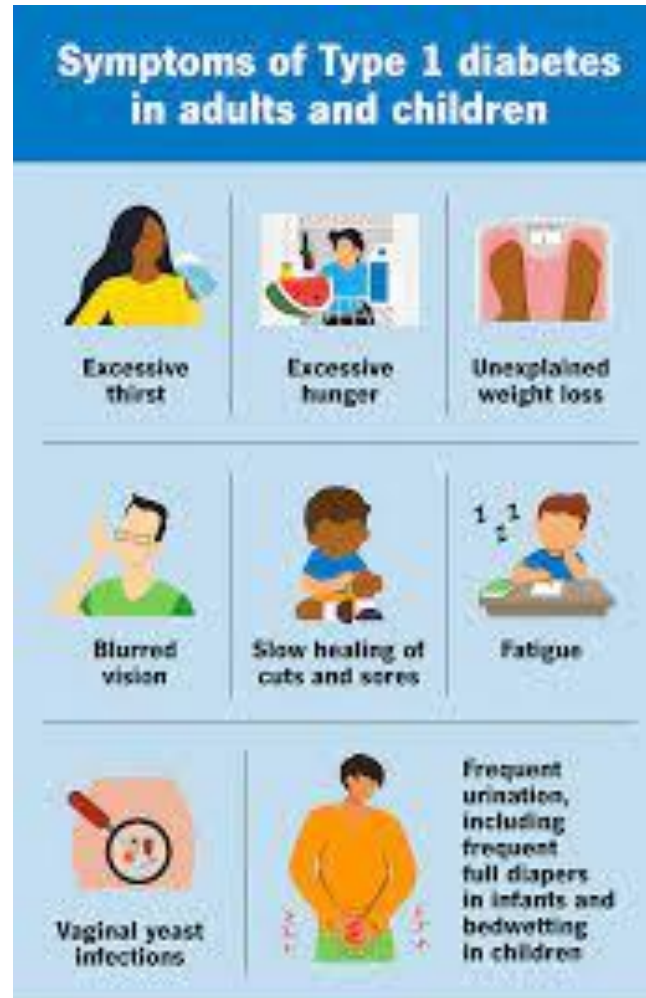 Symptoms of Type 1 diabetes
in adults and children
Excessive
thirst
Excessive
hunger
Unexplained
weight loss
Blurred
vision
Slow healing of
cuts and sores
Fatigue
Vaginal yeast
infections
Frequent
urination,
including
frequent
full diapers
in infants and
bedwetting
in children